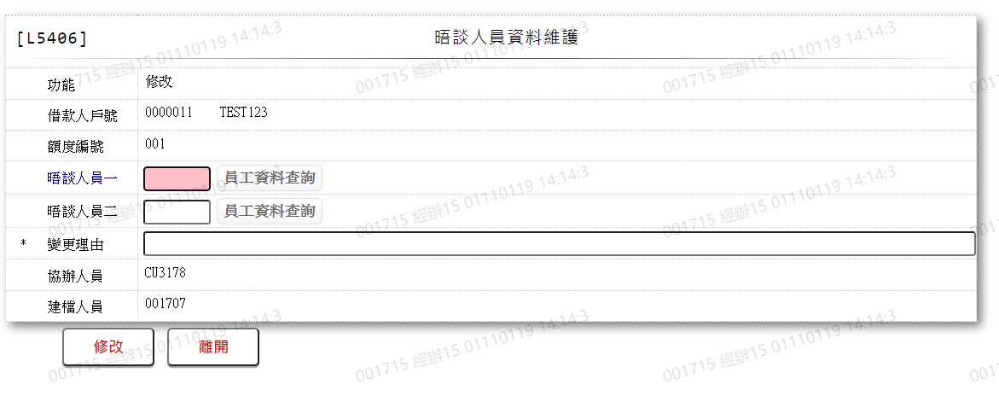 [L5406] 晤談人員資料維護
功能 修改
借款人戶號 0000011 TEST123
額度編號 001
晤談人員一 員工資料查詢
晤談人員二 員工資料查詢
* 變更理由
協辦人員 CU3178
建檔人員 001707
修改 離開
001715 經辦15 01110119 14:14:3